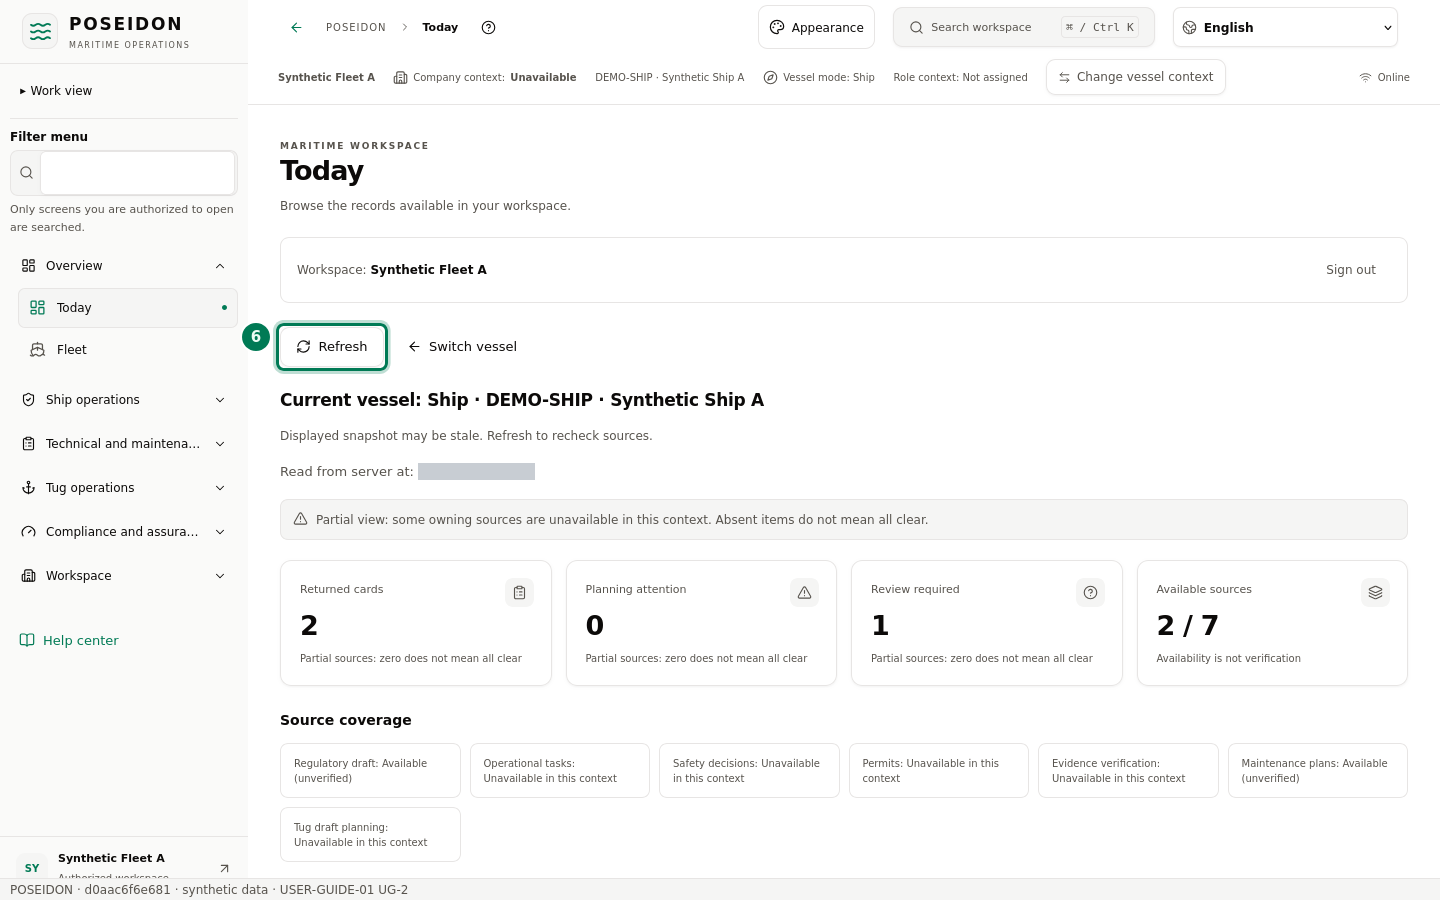 POSEIDON
MARITIME OPERATIONS
Work view
Filter menu
Only screens you are authorized to open
are searched.
Overview
Today
Fleet
Ship operations
Technical and maintena...
Tug operations
Compliance and assura...
Workspace
Help center
SY
Synthetic Fleet A
POSEIDON
Today
Appearance
Search workspace
⌘ / Ctrl K
English
Synthetic Fleet A
Company context: Unavailable
DEMO-SHIP · Synthetic Ship A
Vessel mode: Ship
Role context: Not assigned
Change vessel context
Online
MARITIME WORKSPACE
Today
Browse the records available in your workspace.
Workspace: Synthetic Fleet A
Sign out
6
Refresh
Switch vessel
Current vessel: Ship · DEMO-SHIP · Synthetic Ship A
Displayed snapshot may be stale. Refresh to recheck sources.
Read from server at:
Partial view: some owning sources are unavailable in this context. Absent items do not mean all clear.
Returned cards
2
Partial sources: zero does not mean all clear
Planning attention
0
Partial sources: zero does not mean all clear
Review required
1
Partial sources: zero does not mean all clear
Available sources
2 / 7
Availability is not verification
Source coverage
Regulatory draft: Available
(unverified)
Operational tasks:
Unavailable in this context
Safety decisions: Unavailable
in this context
Permits: Unavailable in this
context
Evidence verification:
Unavailable in this context
Maintenance plans: Available
(unverified)
Tug draft planning:
Unavailable in this context
POSEIDON · d0aac6f6e681 · synthetic data · USER-GUIDE-01 UG-2